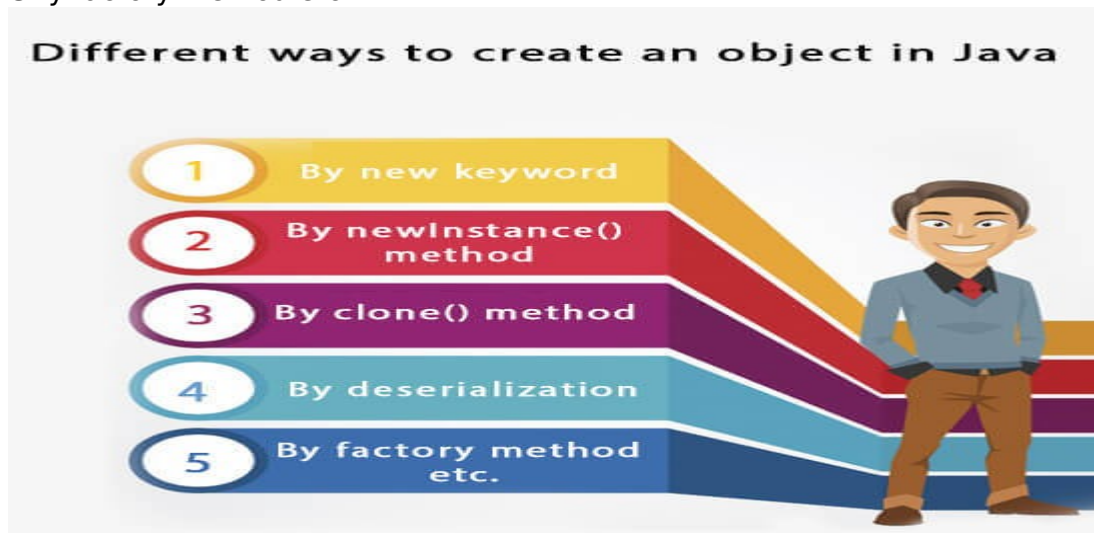 Different ways to create an object in Java
1
By new keyword
2
By newInstance()
method
3
By clone() method
4
By deserialization
5
By factory method
etc.